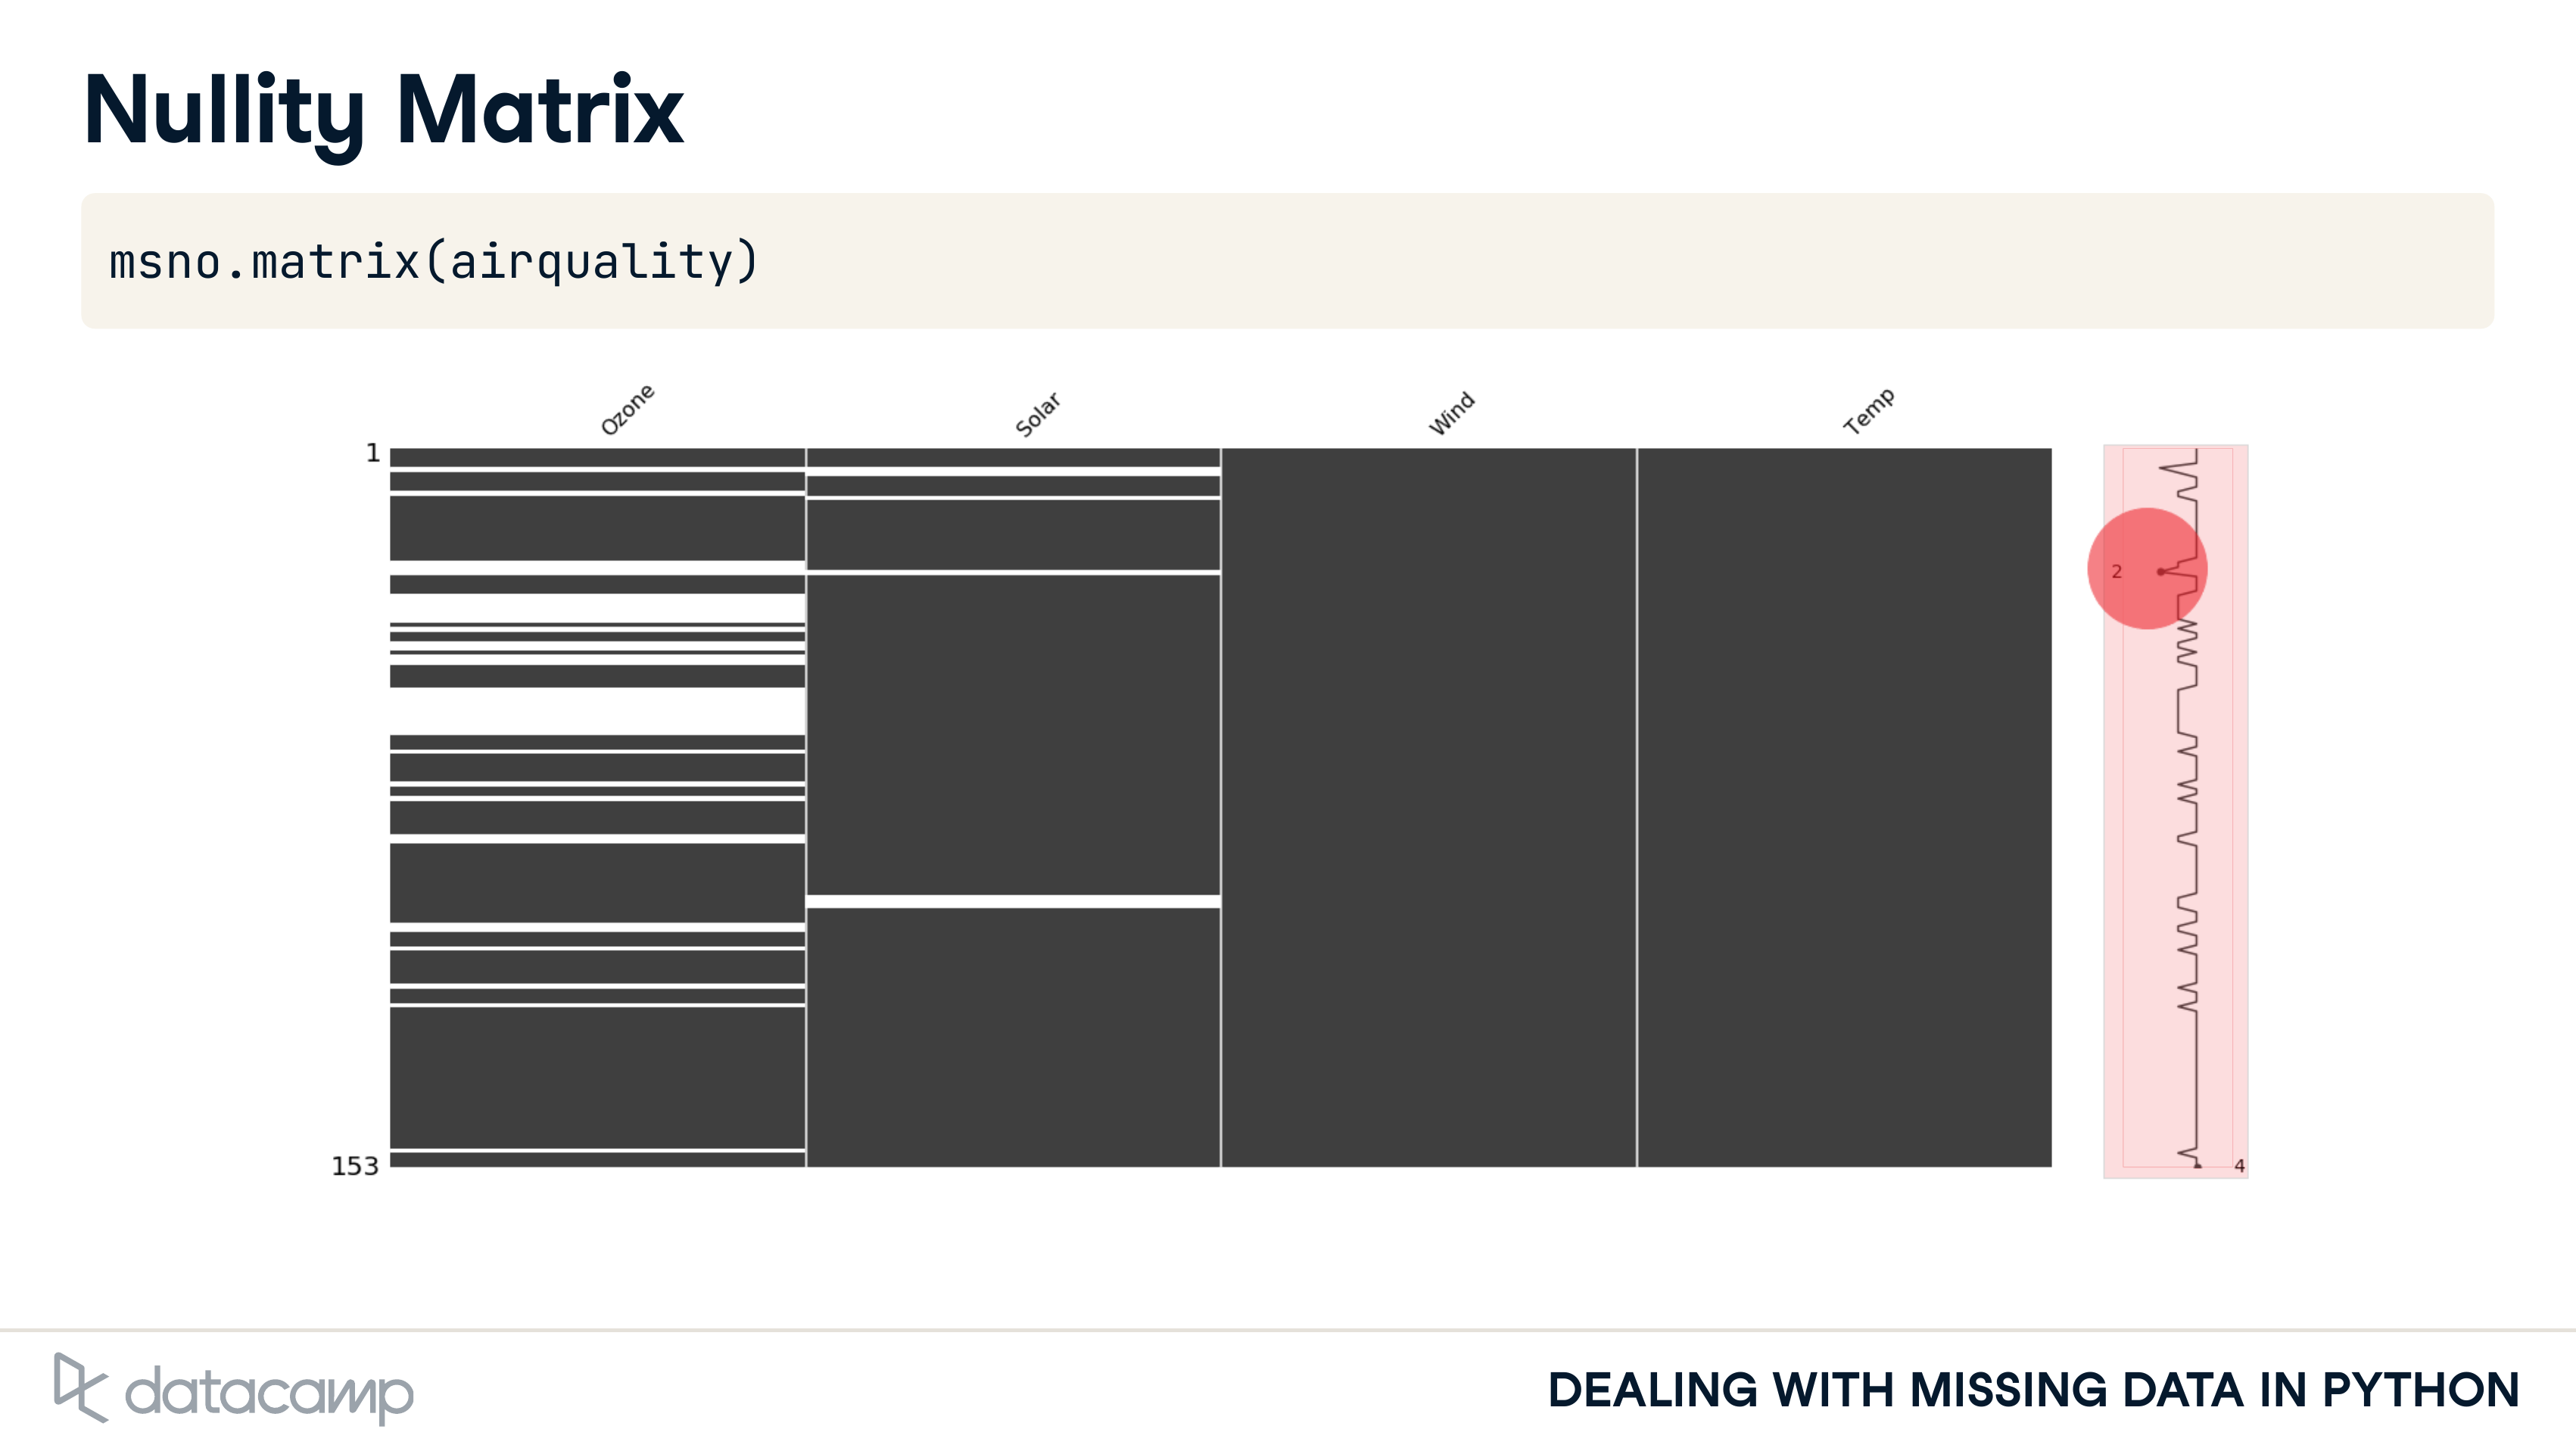 Nullity Matrix
msno.matrix(airquality)
Ozone Solar Wind Temp
1
2
153
4
datacamp
DEALING WITH MISSING DATA IN PYTHON